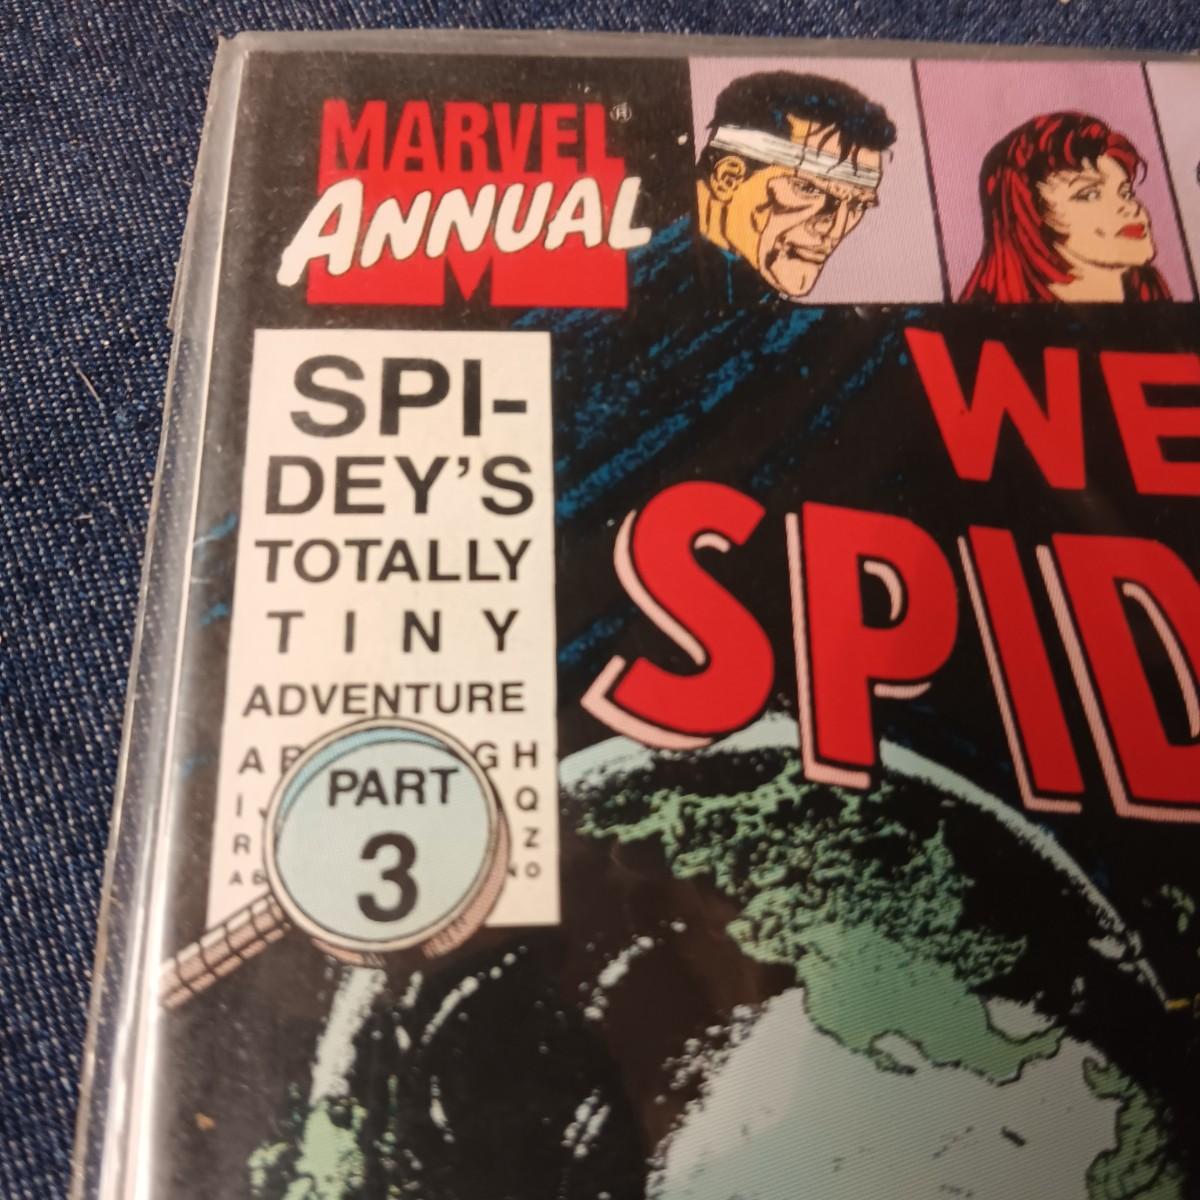 MARVEL®
ANNUAL
SPI-
DEY'S
TOTALLY
TINY
ADVENTURE
PART
3
WE
SPID